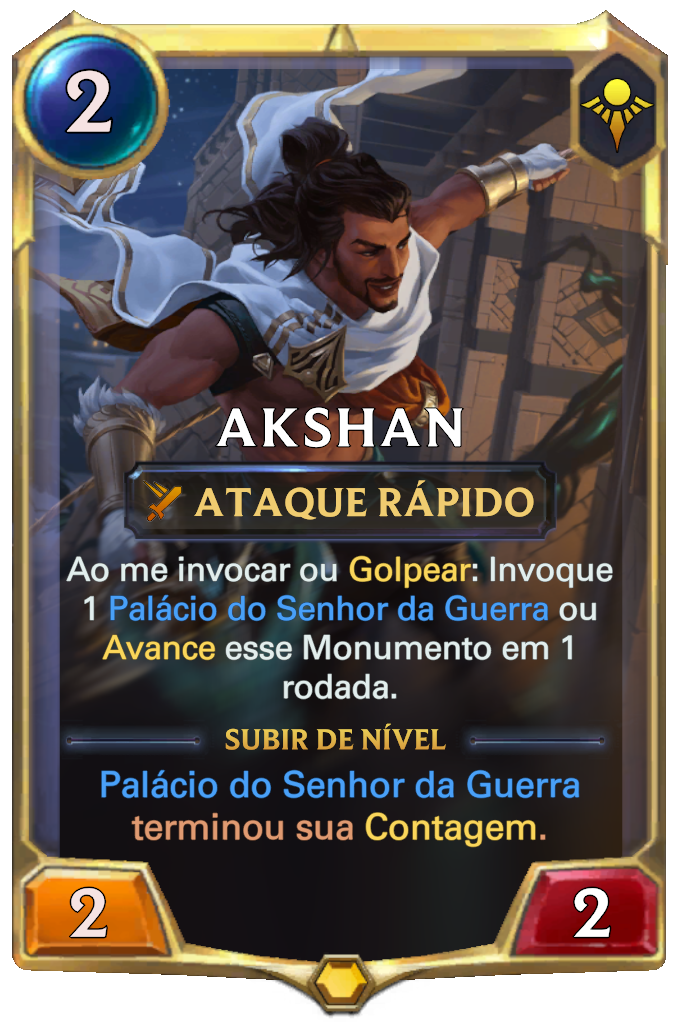 2
AKSHAN
ATAQUE RÁPIDO
Ao me invocar ou Golpear: Invoque
1 Palácio do Senhor da Guerra ou
Avance esse Monumento em 1
rodada.
SUBIR DE NÍVEL
Palácio do Senhor da Guerra
terminou sua Contagem.
2
2